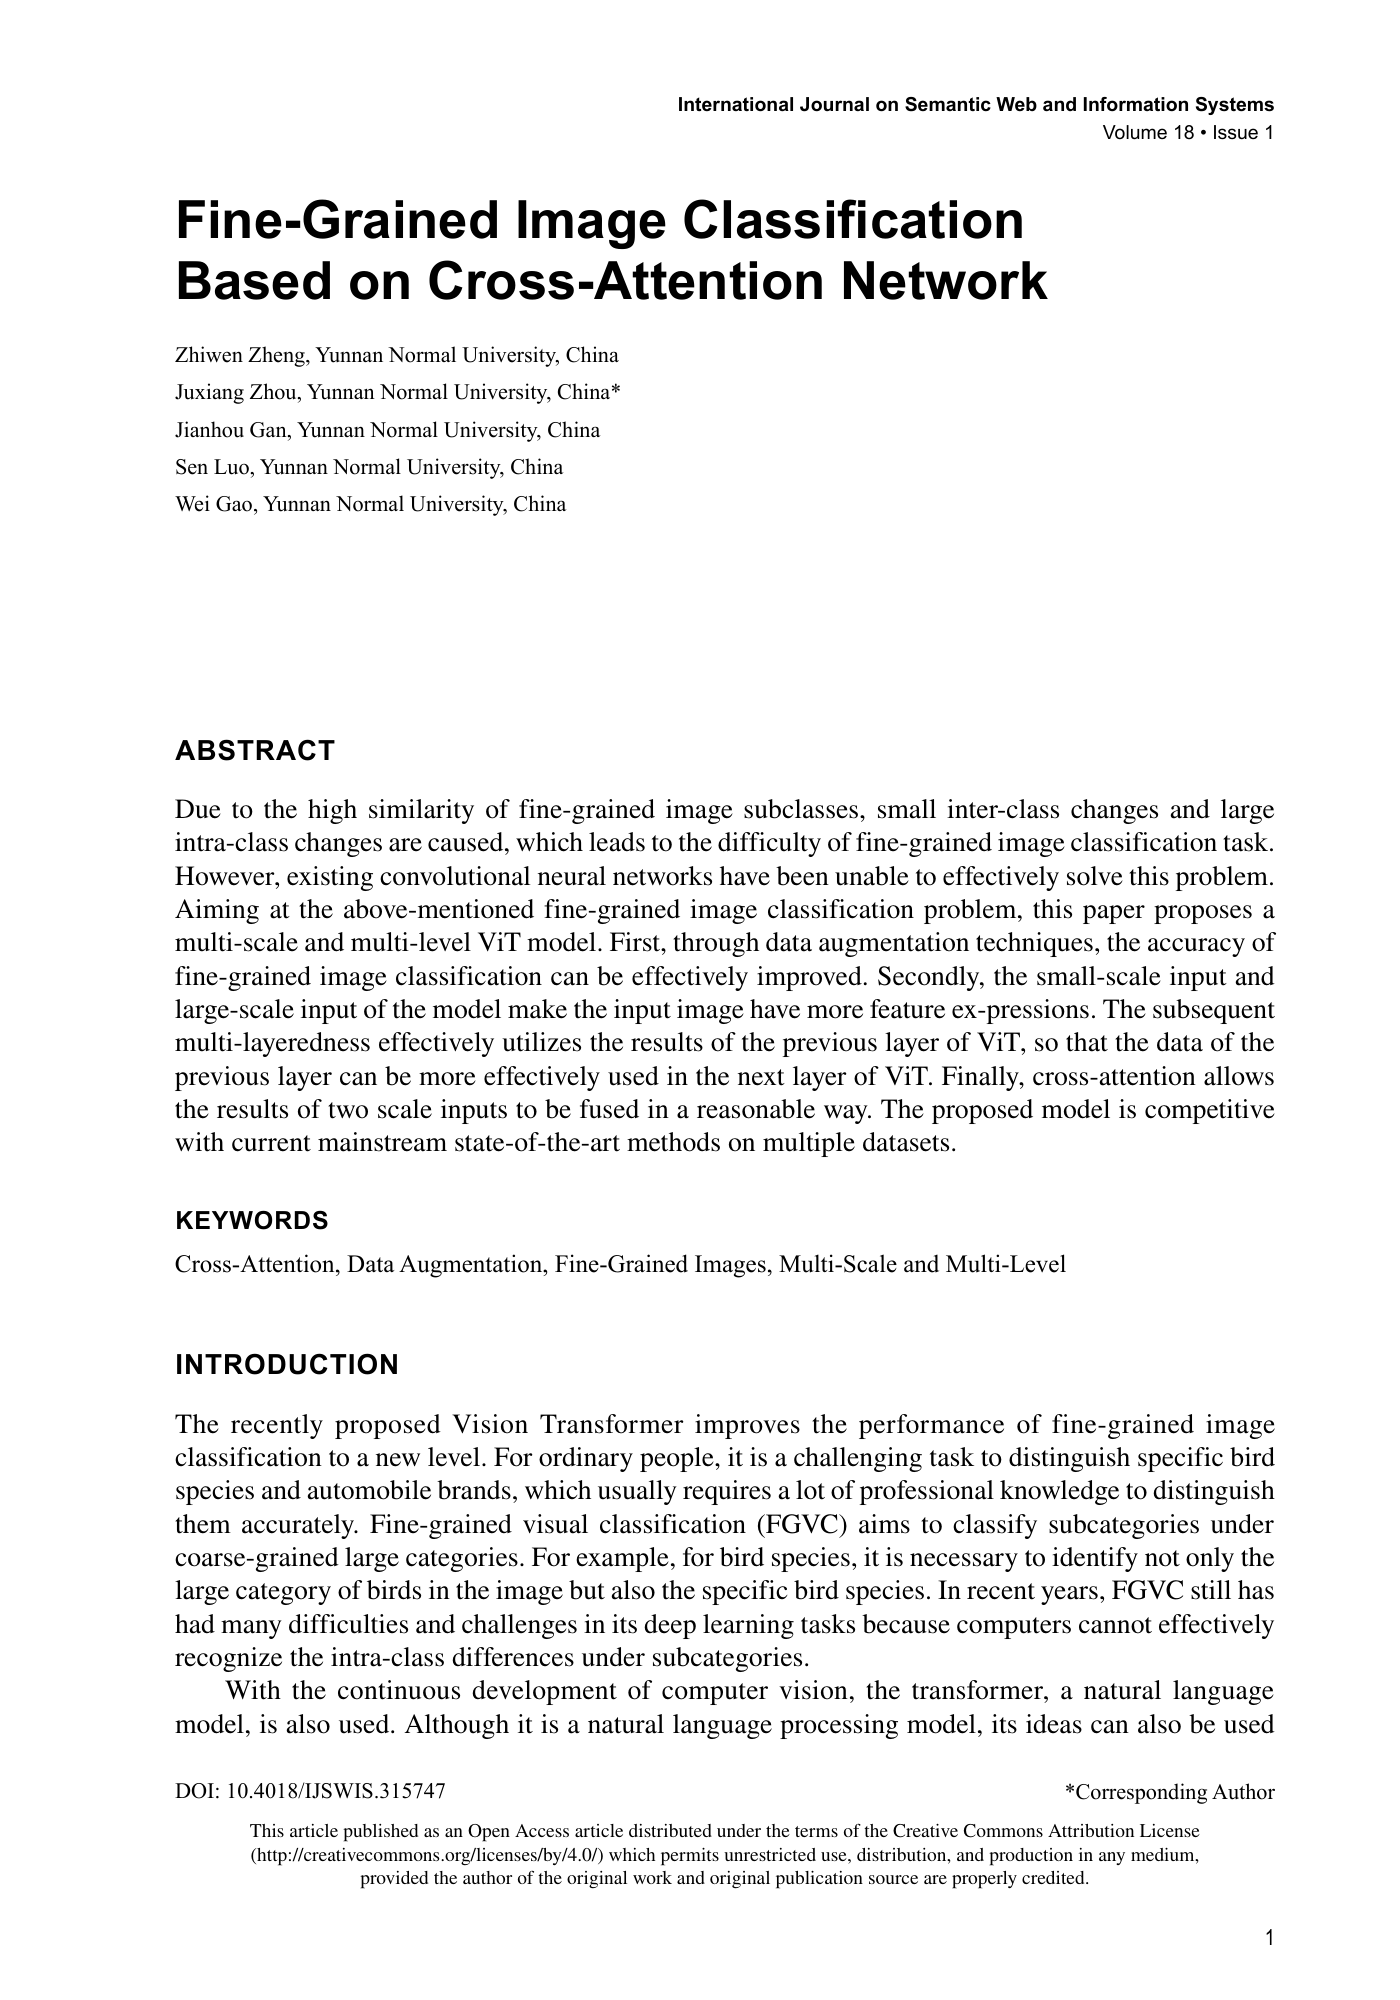 International Journal on Semantic Web and Information Systems
Volume 18 • Issue 1
Fine-Grained Image Classification
Based on Cross-Attention Network
Zhiwen Zheng, Yunnan Normal University, China
Juxiang Zhou, Yunnan Normal University, China*
Jianhou Gan, Yunnan Normal University, China
Sen Luo, Yunnan Normal University, China
Wei Gao, Yunnan Normal University, China
ABSTRACT
Due to the high similarity of fine-grained image subclasses, small inter-class changes and large
intra-class changes are caused, which leads to the difficulty of fine-grained image classification task.
However, existing convolutional neural networks have been unable to effectively solve this problem.
Aiming at the above-mentioned fine-grained image classification problem, this paper proposes a
multi-scale and multi-level ViT model. First, through data augmentation techniques, the accuracy of
fine-grained image classification can be effectively improved. Secondly, the small-scale input and
large-scale input of the model make the input image have more feature ex-pressions. The subsequent
multi-layeredness effectively utilizes the results of the previous layer of ViT, so that the data of the
previous layer can be more effectively used in the next layer of ViT. Finally, cross-attention allows
the results of two scale inputs to be fused in a reasonable way. The proposed model is competitive
with current mainstream state-of-the-art methods on multiple datasets.
KEYWORDS
Cross-Attention, Data Augmentation, Fine-Grained Images, Multi-Scale and Multi-Level
INTRODUCTION
The recently proposed Vision Transformer improves the performance of fine-grained image
classification to a new level. For ordinary people, it is a challenging task to distinguish specific bird
species and automobile brands, which usually requires a lot of professional knowledge to distinguish
them accurately. Fine-grained visual classification (FGVC) aims to classify subcategories under
coarse-grained large categories. For example, for bird species, it is necessary to identify not only the
large category of birds in the image but also the specific bird species. In recent years, FGVC still has
had many difficulties and challenges in its deep learning tasks because computers cannot effectively
recognize the intra-class differences under subcategories.
With the continuous development of computer vision, the transformer, a natural language
model, is also used. Although it is a natural language processing model, its ideas can also be used
DOI: 10.4018/IJSWIS.315747
*Corresponding Author
This article published as an Open Access article distributed under the terms of the Creative Commons Attribution License
(http://creativecommons.org/licenses/by/4.0/) which permits unrestricted use, distribution, and production in any medium,
provided the author of the original work and original publication source are properly credited.
1